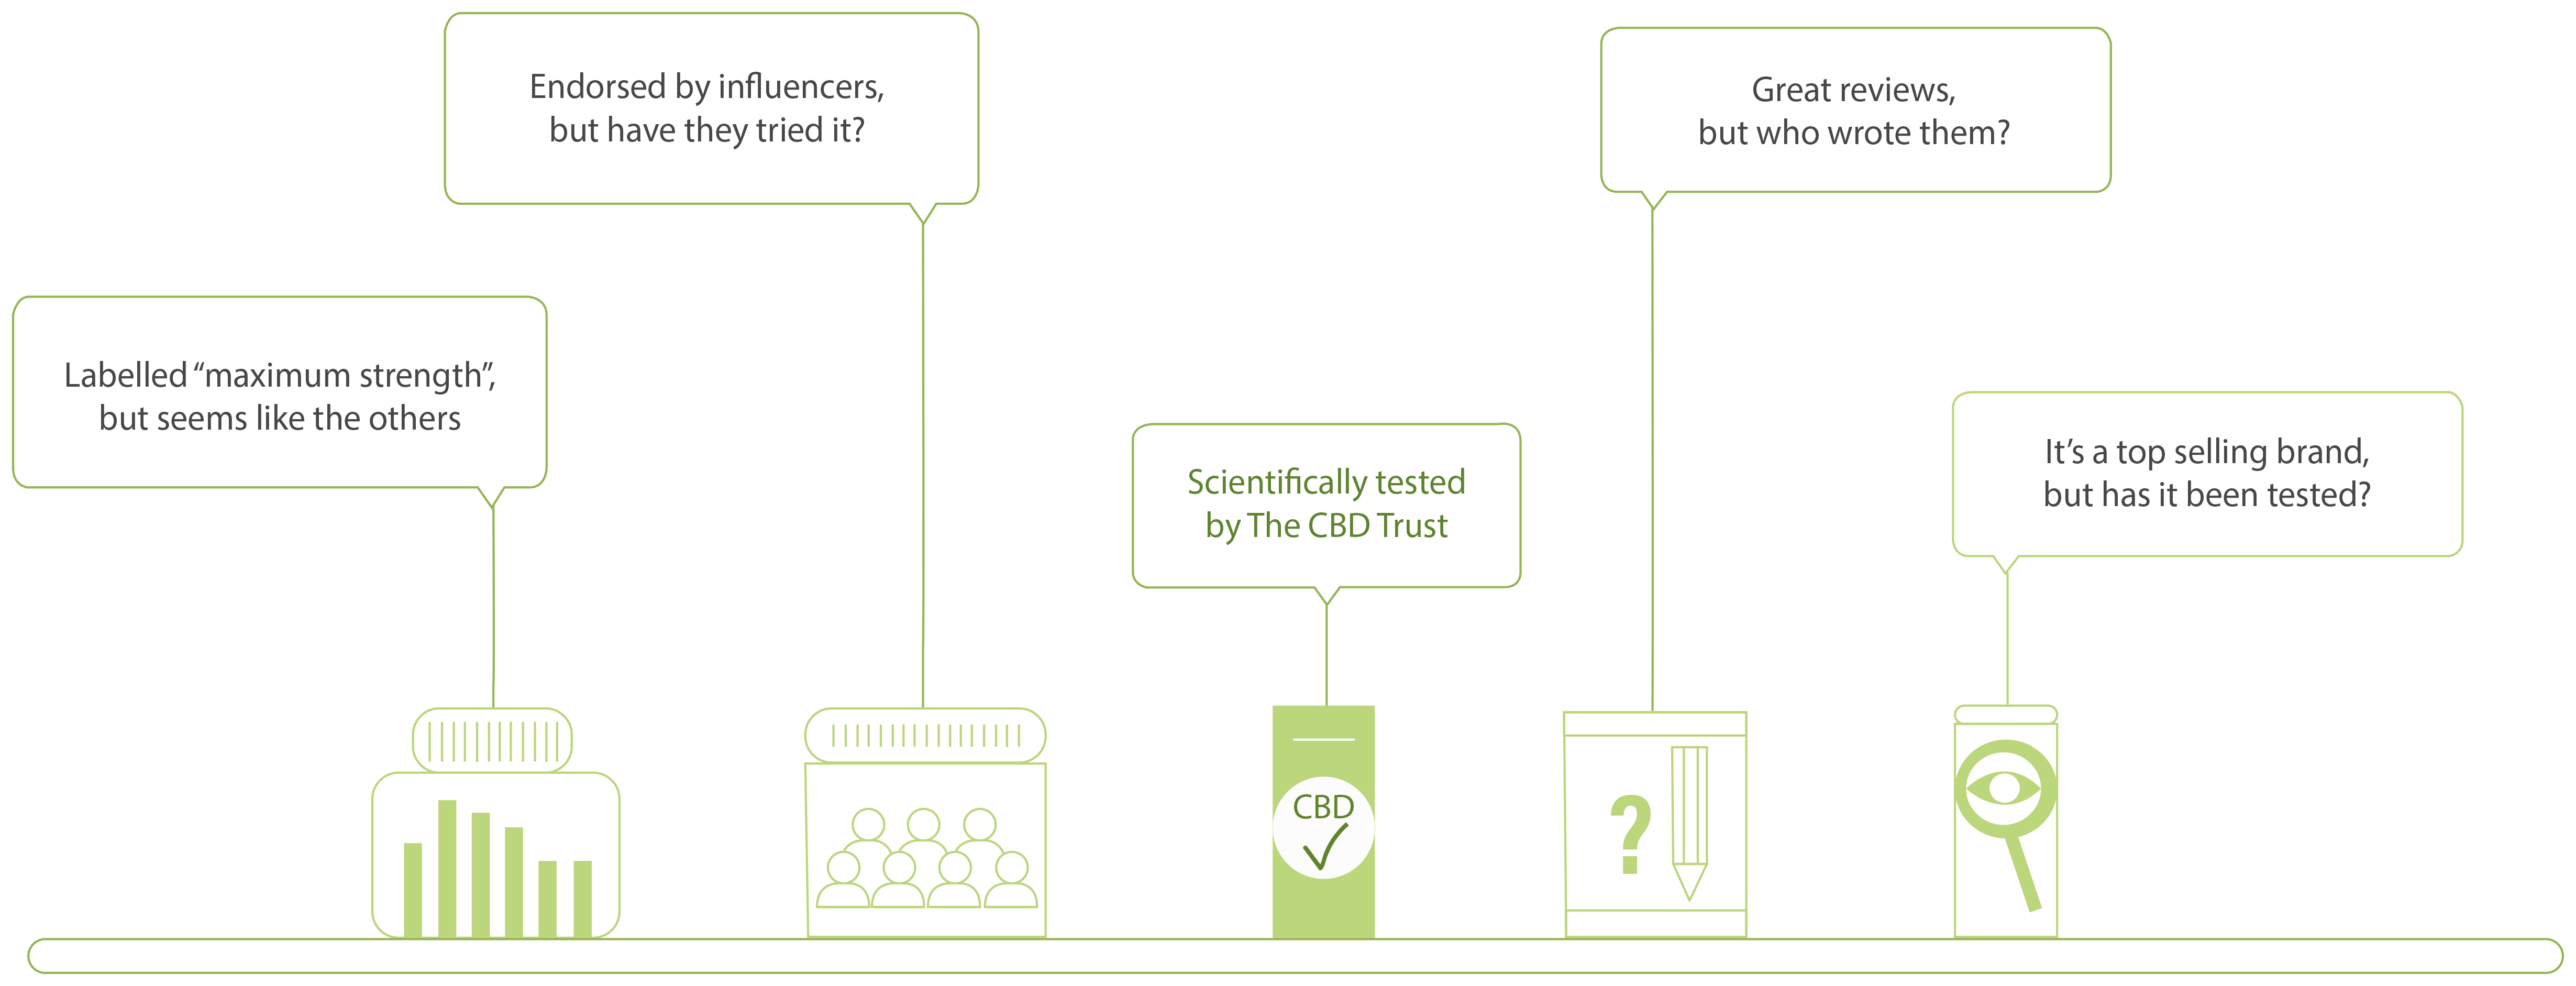 Endorsed by influencers,
but have they tried it?
Great reviews,
but who wrote them?
Labelled “maximum strength”,
but seems like the others
Scientifically tested
by The CBD Trust
It’s a top selling brand,
but has it been tested?
CBD
?